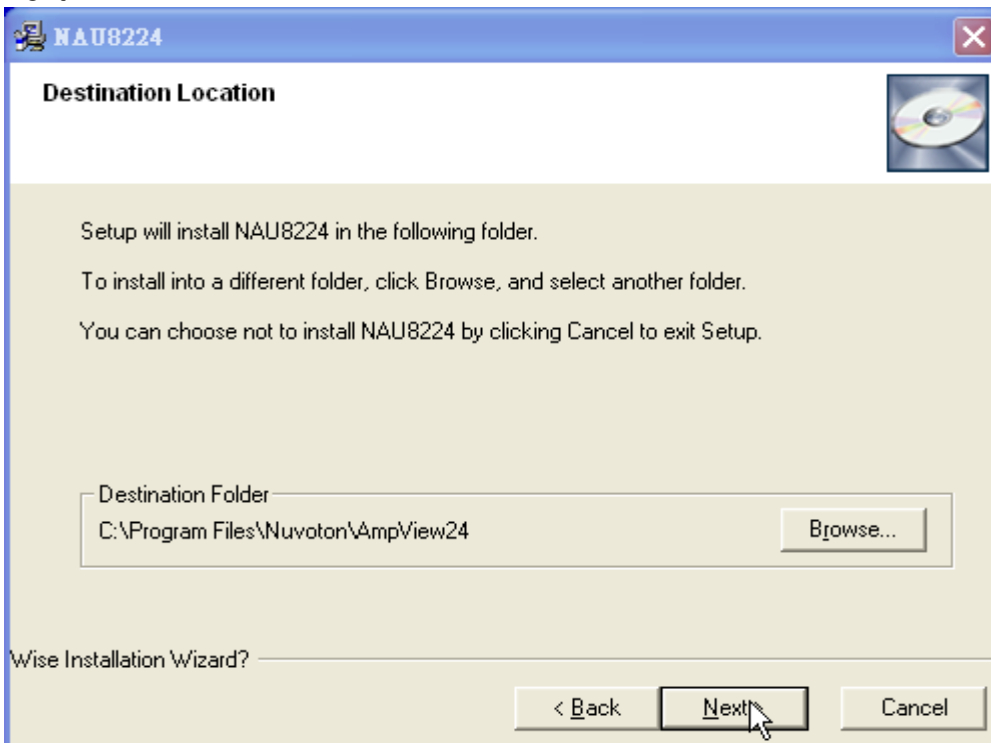 NAU8224
Destination Location
Setup will install NAU8224 in the following folder.
To install into a different folder, click Browse, and select another folder.
You can choose not to install NAU8224 by clicking Cancel to exit Setup.
Destination Folder
C:\Program Files\Nuvoton\AmpView24
Browse...
Wise Installation Wizard?
< Back
Next
Cancel